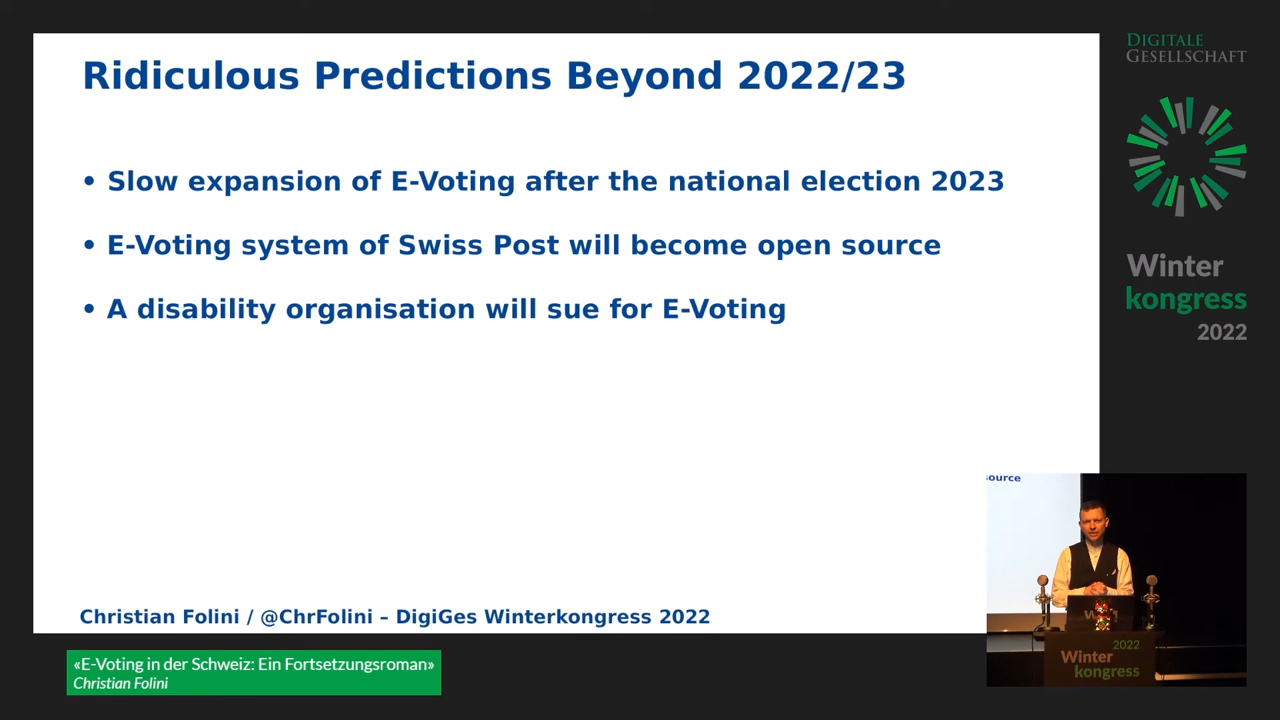 Ridiculous Predictions Beyond 2022/23
• Slow expansion of E-Voting after the national election 2023
• E-Voting system of Swiss Post will become open source
• A disability organisation will sue for E-Voting
Christian Folini / @ChrFolini – DigiGes Winterkongress 2022
«E-Voting in der Schweiz: Ein Fortsetzungsroman»
Christian Folini
DIGITALE
GESELLSCHAFT
Winter
kongress
2022
source
2022
Winter
kongress